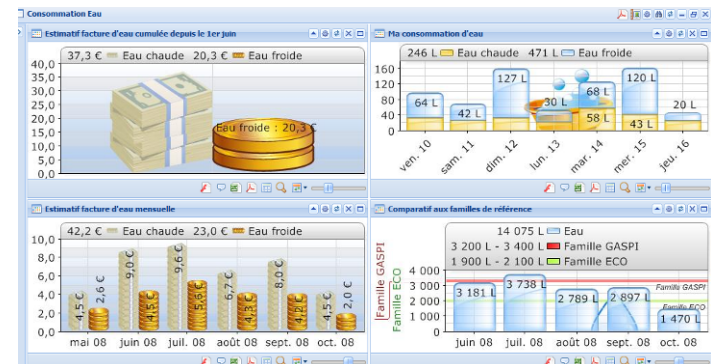 Consommation Eau
Estimatif facture d'eau cumulée depuis le 1er juin
37,3 € Eau chaude 20,3 € Eau froide
40,0
35,0
30,0
25,0
20,0
15,0
10,0
5,0
0,0
Eau froide : 20,3 €
Ma consommation d'eau
246 L Eau chaude 471 L Eau froide
160
120
80
40
0
64 L
42 L
127 L
30 L
68 L
58 L
120 L
43 L
20 L
ven. 10
sam. 11
dim. 12
lun. 13
mar. 14
mer. 15
jeu. 16
Estimatif facture d'eau mensuelle
42,2 € Eau chaude 23,0 € Eau froide
10,0
8,0
6,0
4,0
2,0
0,0
4,5 €
2,6 €
9,0 €
4,5 €
9,6 €
5,6 €
6,7 €
4,3 €
8,0 €
4,2 €
4,5 €
2,0 €
mai 08 juin 08 juil. 08 août 08 sept. 08 oct. 08
Comparatif aux familles de référence
14 075 L Eau
3 200 L - 3 400 L Famille GASPI
1 900 L - 2 100 L Famille ECO
Famille GASPI
Famille ECO
4 000
3 000
2 000
1 000
0
3 181 L
3 738 L
2 789 L
2 897 L
1 470 L
Famille GASPI
Famille ECO
juin 08 juil. 08 août 08 sept. 08 oct. 08